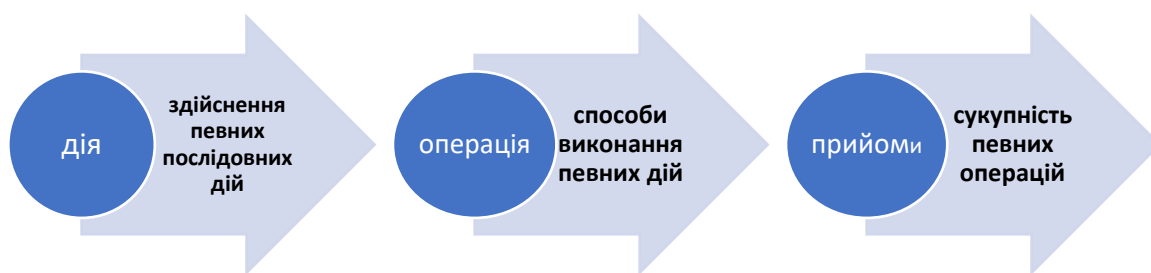 дія
здійснення
певних
послідовних
дій
операція
способи
виконання
певних дій
прийоми
сукупність
певних
операцій